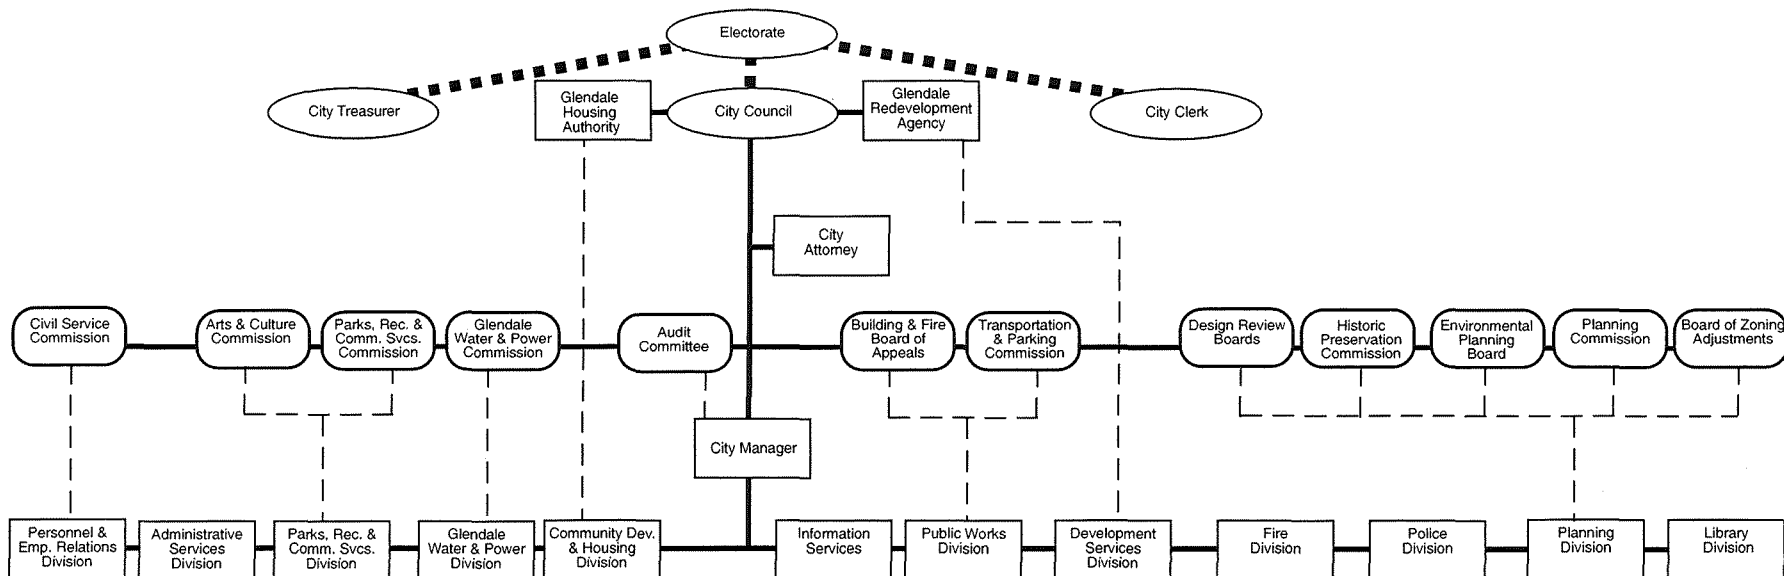 Electorate
City Treasurer
Glendale
Housing
Authority
City Council
Glendale
Redevelopment
Agency
City Clerk
City
Attorney
Civil Service
Commission
Arts & Culture
Commission
Parks, Rec. &
Comm. Svcs.
Commission
Glendale
Water & Power
Commission
Audit
Committee
Building & Fire
Board of
Appeals
Transportation
& Parking
Commission
Design Review
Boards
Historic
Preservation
Commission
Environmental
Planning
Board
Planning
Commission
Board of Zoning
Adjustments
City Manager
Personnel &
Emp. Relations
Division
Administrative
Services
Division
Parks, Rec. &
Comm. Svcs.
Division
Glendale
Water & Power
Division
Community Dev.
& Housing
Division
Information
Services
Public Works
Division
Development
Services
Division
Fire
Division
Police
Division
Planning
Division
Library
Division